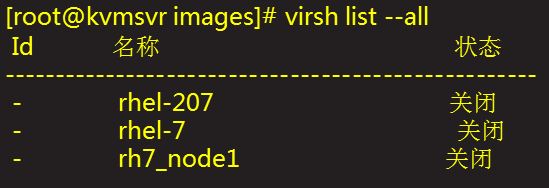 [root@kvmsvr images]# virsh list --all
Id 名称 状态
-----------------------------------------------------
- rhel-207 关闭
- rhel-7 关闭
- rh7_node1 关闭